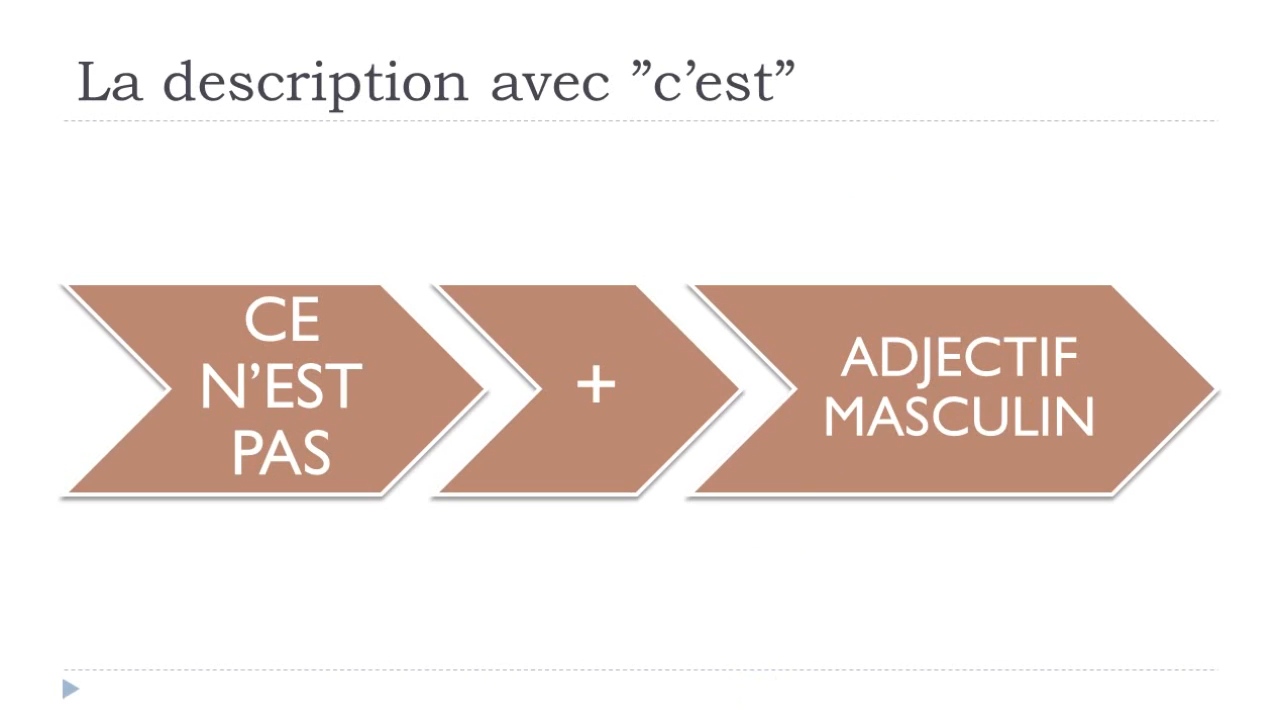 La description avec ”c’est”
CE
N’EST
PAS
+
ADJECTIF
MASCULIN